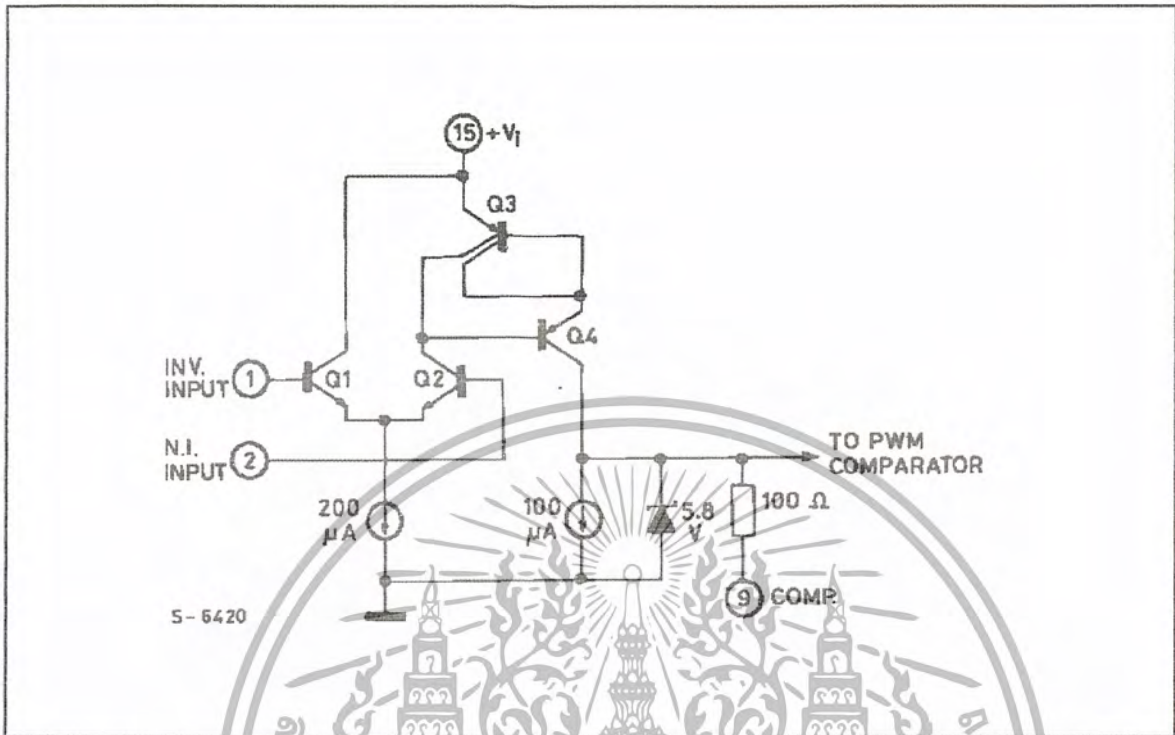 15 +Vi
Q3
Q4
INV. INPUT 1
Q1
Q2
N.I. INPUT 2
TO PWM COMPARATOR
200 µA
100 µA
5.8 V
100 Ω
9 COMP.
S-6420